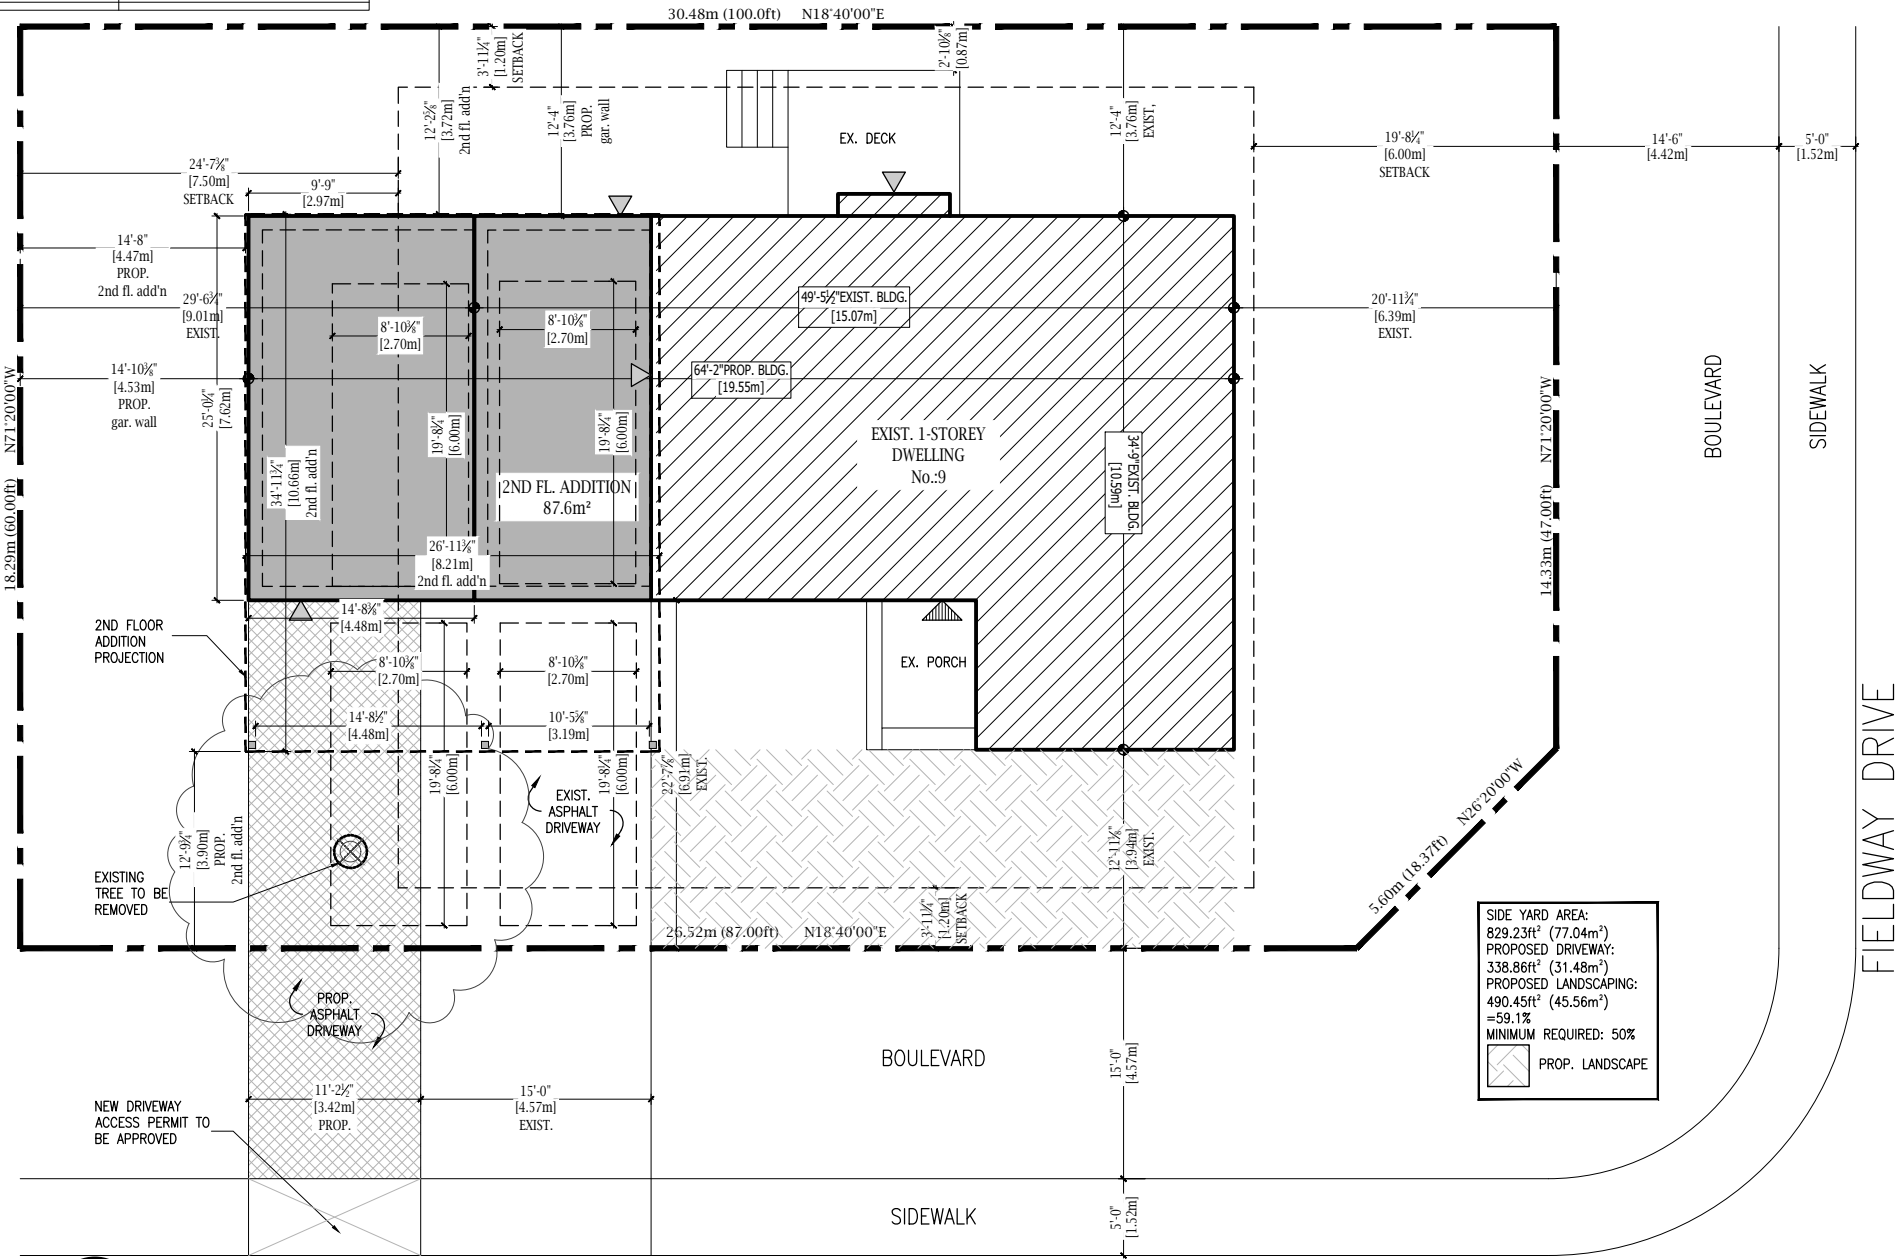 30.48m (100.0ft) N18°40'00"E
3'-11¼"
[1.20m]
SETBACK
2'-10⅛"
[0.87m]
12'-2⅝"
[3.72m]
2nd fl. add'n
12'-4"
[3.76m]
PROP.
gar. wall
EX. DECK
12'-4"
[3.76m]
EXIST,
19'-8¼"
[6.00m]
SETBACK
14'-6"
[4.42m]
5'-0"
[1.52m]
24'-7⅜"
[7.50m]
SETBACK
9'-9"
[2.97m]
14'-8"
[4.47m]
PROP.
2nd fl. add'n
29'-6¾"
[9.01m]
EXIST.
49'-5½"EXIST. BLDG.
[15.07m]
20'-11¾"
[6.39m]
EXIST.
8'-10⅜"
[2.70m]
8'-10⅜"
[2.70m]
14'-10⅜"
[4.53m]
PROP.
gar. wall
64'-2"PROP. BLDG.
[19.55m]
25'-0¼"
[7.62m]
18.29m (60.00ft) N71°20'00"W
34'-11¾"
[10.66m]
2nd fl. add'n
19'-8¼"
[6.00m]
19'-8¼"
[6.00m]
2ND FL. ADDITION
87.6m²
EXIST. 1-STOREY
DWELLING
No.:9
34'-9"EXIST. BLDG.
[10.59m]
14.33m (47.00ft) N71°20'00"W
BOULEVARD
SIDEWALK
26'-11⅜"
[8.21m]
2nd fl. add'n
14'-8⅜"
[4.48m]
2ND FLOOR
ADDITION
PROJECTION
8'-10⅜"
[2.70m]
8'-10⅜"
[2.70m]
EX. PORCH
14'-8½"
[4.48m]
10'-5⅝"
[3.19m]
19'-8¼"
[6.00m]
19'-8¼"
[6.00m]
22'-7⅞"
[6.91m]
EXIST.
EXIST.
ASPHALT
DRIVEWAY
12'-9¾"
[3.90m]
PROP.
2nd fl. add'n
12'-11⅛"
[3.94m]
EXIST.
EXISTING
TREE TO BE
REMOVED
3'-11¼"
[1.20m]
SETBACK
26.52m (87.00ft) N18°40'00"E
5.60m (18.37ft) N26°20'00"W
FIELDWAY DRIVE
SIDE YARD AREA:
829.23ft² (77.04m²)
PROPOSED DRIVEWAY:
338.86ft² (31.48m²)
PROPOSED LANDSCAPING:
490.45ft² (45.56m²)
=59.1%
MINIMUM REQUIRED: 50%
PROP. LANDSCAPE
PROP.
ASPHALT
DRIVEWAY
BOULEVARD
15'-0"
[4.57m]
11'-2½"
[3.42m]
PROP.
15'-0"
[4.57m]
EXIST.
NEW DRIVEWAY
ACCESS PERMIT TO
BE APPROVED
SIDEWALK
5'-0"
[1.52m]